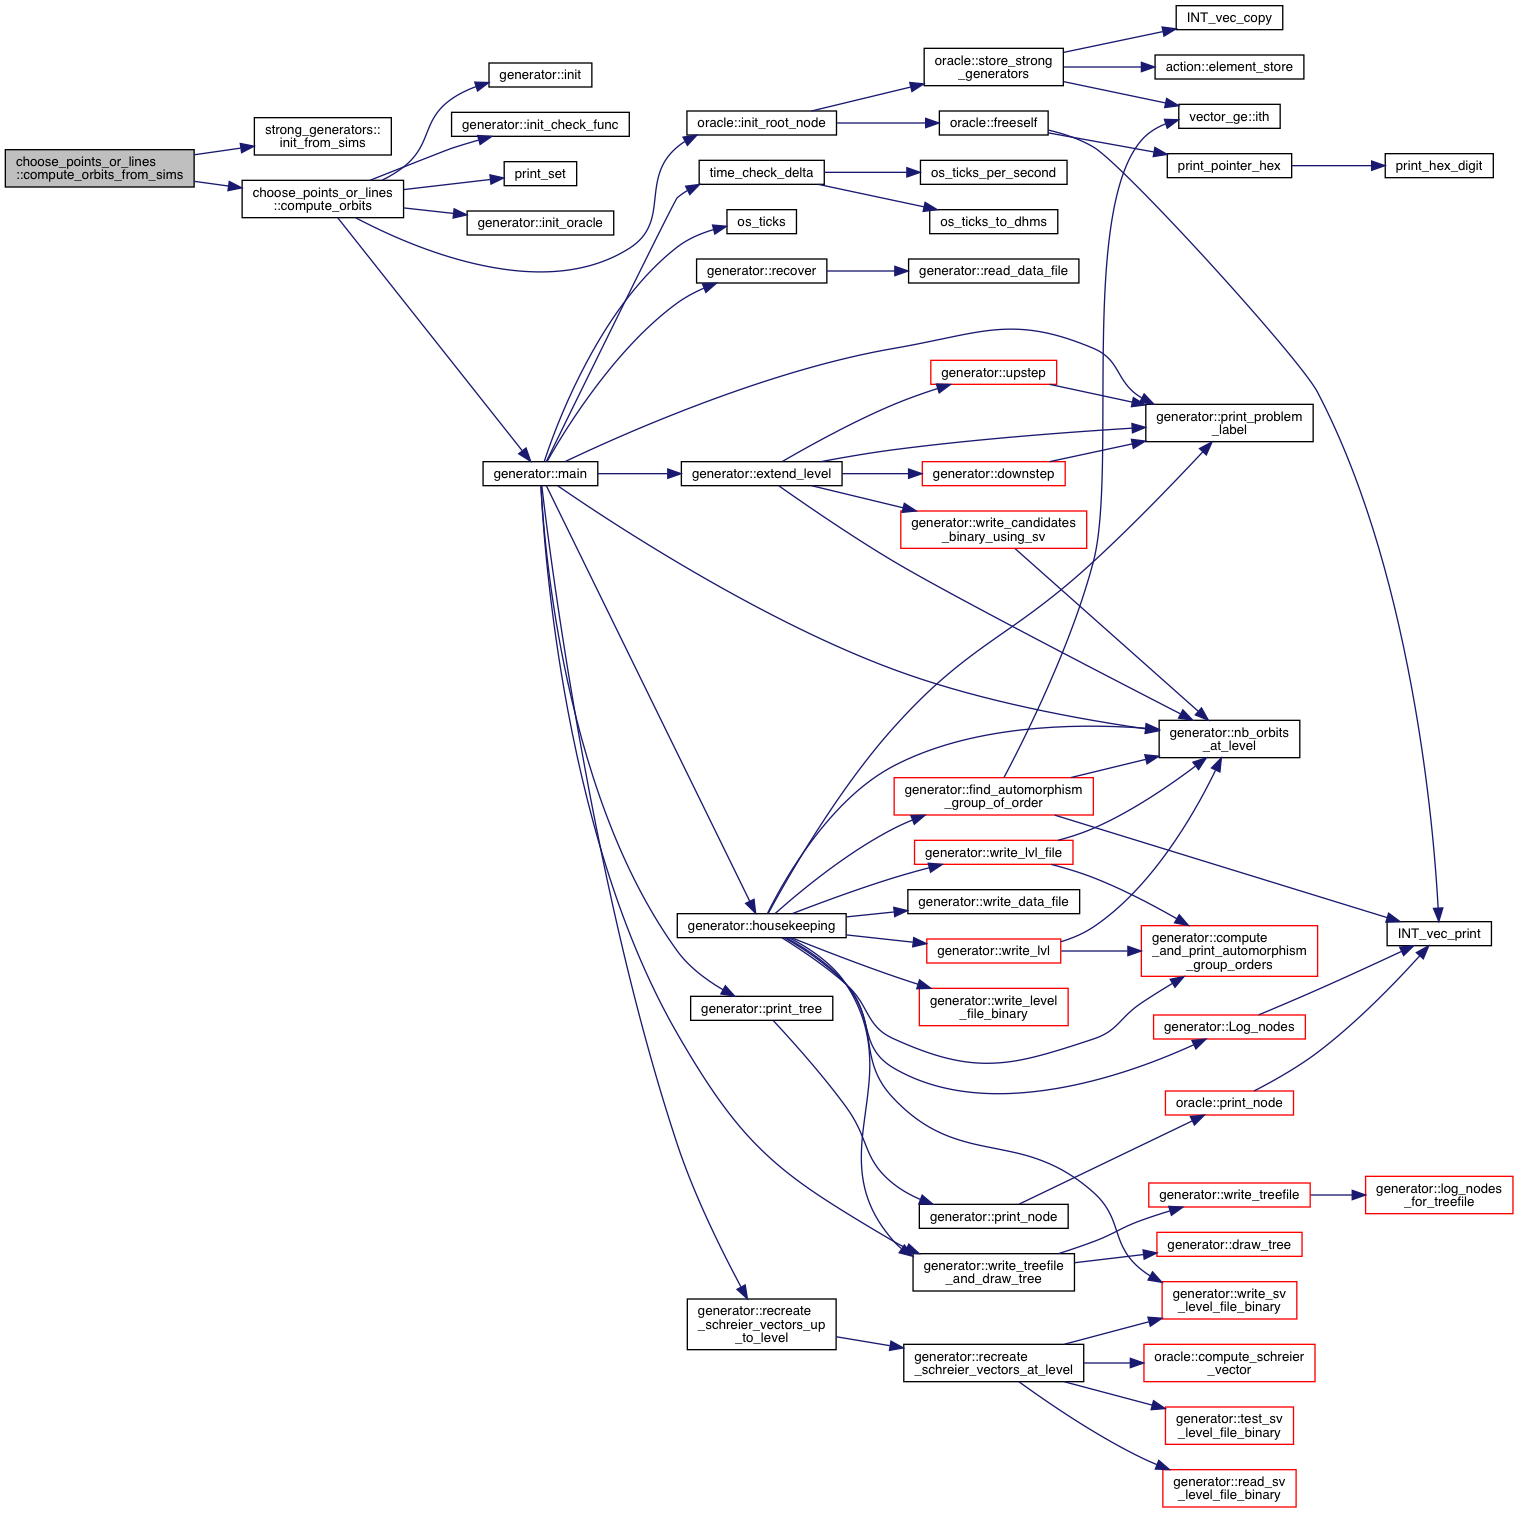 choose_points_or_lines
::compute_orbits_from_sims
strong_generators::
init_from_sims
choose_points_or_lines
::compute_orbits
generator::init
generator::init_check_func
print_set
generator::init_oracle
generator::main
oracle::init_root_node
time_check_delta
os_ticks
generator::recover
generator::extend_level
generator::housekeeping
generator::print_tree
generator::recreate
_schreier_vectors_up
_to_level
oracle::store_strong
_generators
oracle::freeself
os_ticks_per_second
os_ticks_to_dhms
generator::read_data_file
generator::upstep
generator::downstep
generator::write_candidates
_binary_using_sv
generator::find_automorphism
_group_of_order
generator::write_lvl_file
generator::write_data_file
generator::write_lvl
generator::write_level
_file_binary
generator::print_node
generator::write_treefile
_and_draw_tree
generator::recreate
_schreier_vectors_at_level
INT_vec_copy
action::element_store
vector_ge::ith
print_pointer_hex
generator::print_problem
_label
generator::nb_orbits
_at_level
generator::compute
_and_print_automorphism
_group_orders
generator::Log_nodes
oracle::print_node
generator::write_treefile
generator::draw_tree
generator::write_sv
_level_file_binary
oracle::compute_schreier
_vector
generator::test_sv
_level_file_binary
generator::read_sv
_level_file_binary
print_hex_digit
INT_vec_print
generator::log_nodes
_for_treefile